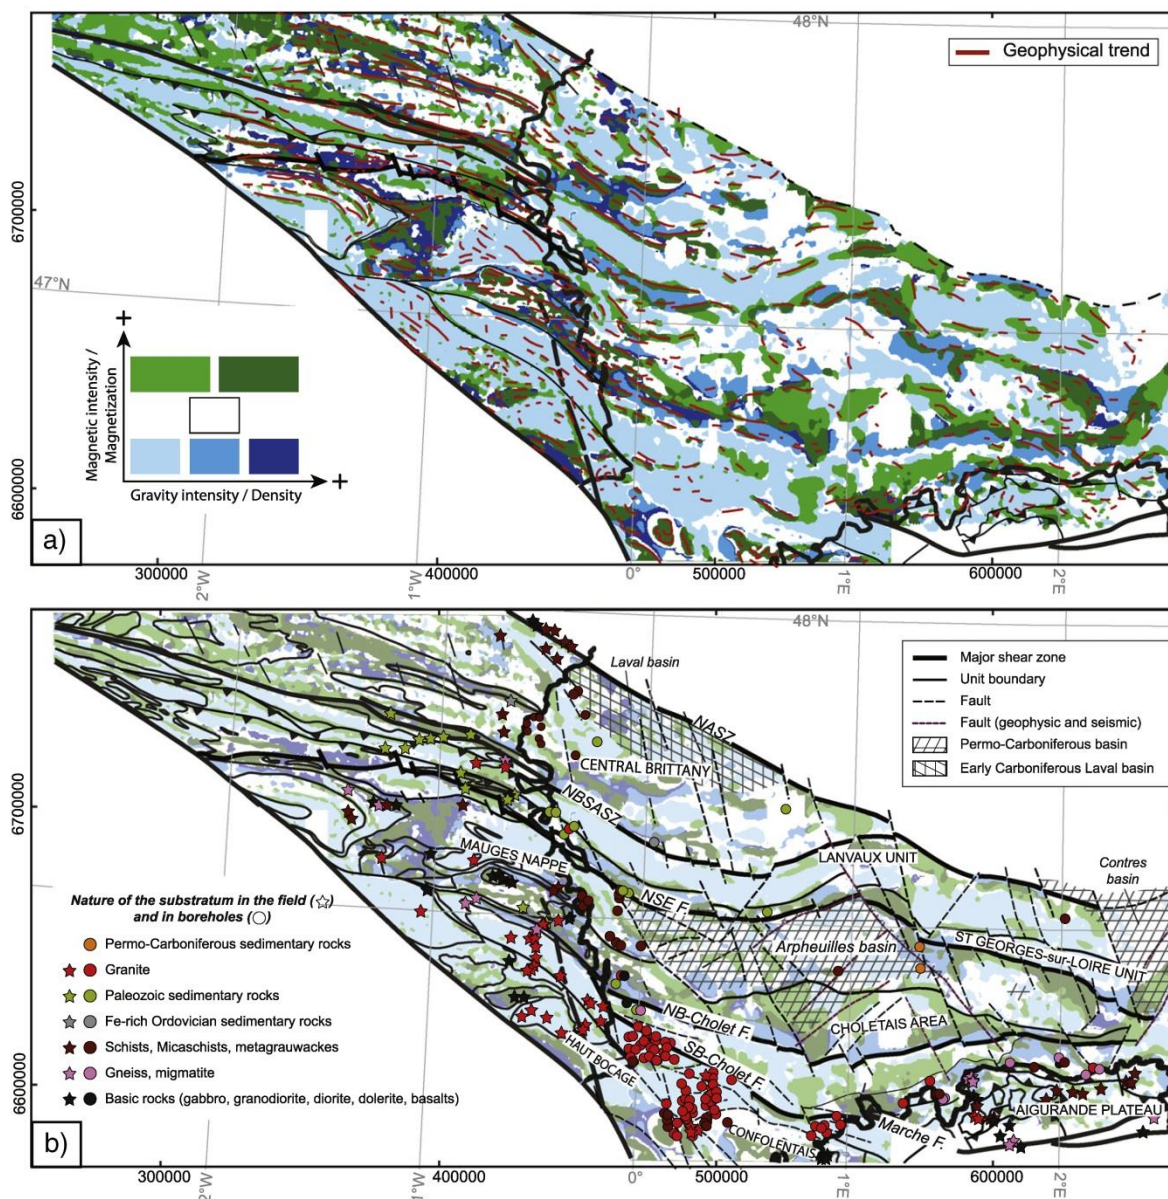 48°N
Geophysical trend
6700000
47°N
+
Magnetic intensity /
Magnetization
+
Gravity intensity / Density
6600000
a)
300000
2°W
400000
1°W
0°
500000
1°E
600000
2°E
48°N
Laval basin
Major shear zone
Unit boundary
Fault
Fault (geophysic and seismic)
Permo-Carboniferous basin
Early Carboniferous Laval basin
NASZ
CENTRAL BRITTANY
NBSASZ
6700000
MAUGES NAPPE
LANVAUX UNIT
Contres
basin
NSE F.
Nature of the substratum in the field (☆)
and in boreholes (○)
Arpheuilles basin
ST GEORGES-sur-LOIRE UNIT
Permo-Carboniferous sedimentary rocks
Granite
Paleozoic sedimentary rocks
Fe-rich Ordovician sedimentary rocks
Schists, Micaschists, metagrauwackes
Gneiss, migmatite
Basic rocks (gabbro, granodiorite, diorite, dolerite, basalts)
NB-Cholet F.
CHOLETAIS AREA
SB-Cholet F.
HAUT BOCAGE
6600000
AIGURANDE PLATEAU
Marche F.
CONFOLENTAIS
b)
300000
2°W
400000
1°W
0°
500000
1°E
600000
2°E